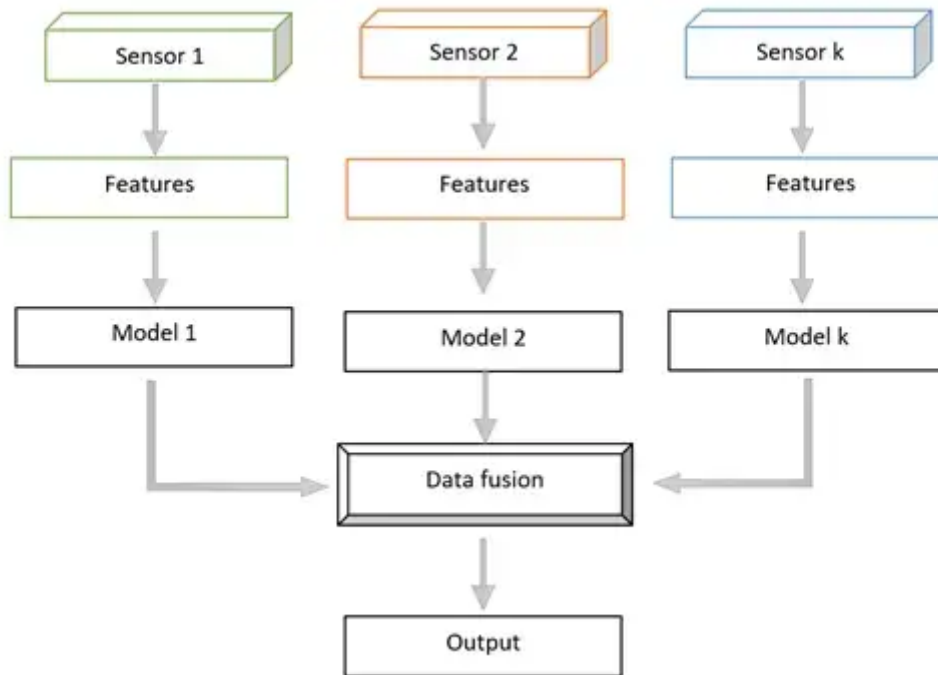 Sensor 1
Sensor 2
Sensor k
Features
Features
Features
Model 1
Model 2
Model k
Data fusion
Output